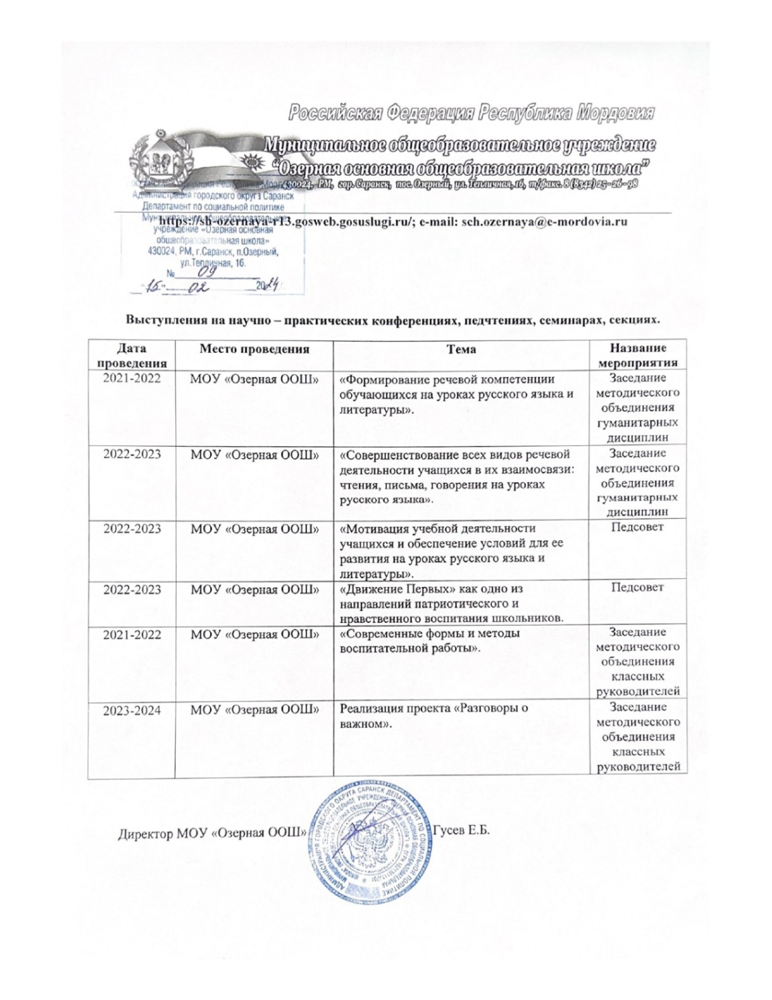 Российская Федерация Республика Мордовия
Муниципальное общеобразовательное учреждение
“Озерная основная общеобразовательная школа”
430024, РМ, гор. Саранск, пос. Озерный, ул. Тепличная,16, т/факс. 8 (8342) 25-26-98
https://sh-ozernaya-r13.gosweb.gosuslugi.ru/; e-mail: sch.ozernaya@e-mordovia.ru
Администрация городского округа Саранск
Департамент по социальной политике
Муниципальное общеобразовательное
учреждение «Озерная основная
общеобразовательная школа»
430024, РМ, г.Саранск, п.Озерный,
ул.Тепличная, 16.
№ 09
"15" 02 2024 г.
Выступления на научно – практических конференциях, педчтениях, семинарах, секциях.
Дата проведения
Место проведения
Тема
Название мероприятия
2021-2022
МОУ «Озерная ООШ»
«Формирование речевой компетенции
обучающихся на уроках русского языка и
литературы».
Заседание
методического
объединения
гуманитарных
дисциплин
2022-2023
МОУ «Озерная ООШ»
«Совершенствование всех видов речевой
деятельности учащихся в их взаимосвязи:
чтения, письма, говорения на уроках
русского языка».
Заседание
методического
объединения
гуманитарных
дисциплин
2022-2023
МОУ «Озерная ООШ»
«Мотивация учебной деятельности
учащихся и обеспечение условий для ее
развития на уроках русского языка и
литературы».
Педсовет
2022-2023
МОУ «Озерная ООШ»
«Движение Первых» как одно из
направлений патриотического и
нравственного воспитания школьников.
Педсовет
2021-2022
МОУ «Озерная ООШ»
«Современные формы и методы
воспитательной работы».
Заседание
методического
объединения
классных
руководителей
2023-2024
МОУ «Озерная ООШ»
Реализация проекта «Разговоры о
важном».
Заседание
методического
объединения
классных
руководителей
Директор МОУ «Озерная ООШ»
Гусев Е.Б.
АДМИНИСТРАЦИЯ ГОРОДСКОГО ОКРУГА САРАНСК ДЕПАРТАМЕНТ ПО СОЦИАЛЬНОЙ ПОЛИТИКЕ